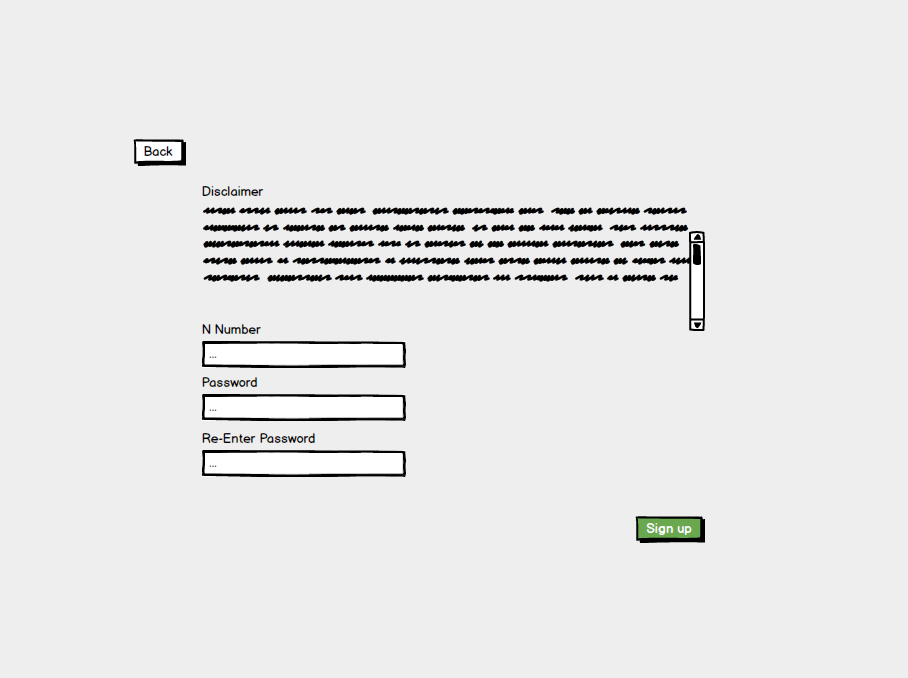 Back
Disclaimer
N Number
...
Password
...
Re-Enter Password
...
Sign up